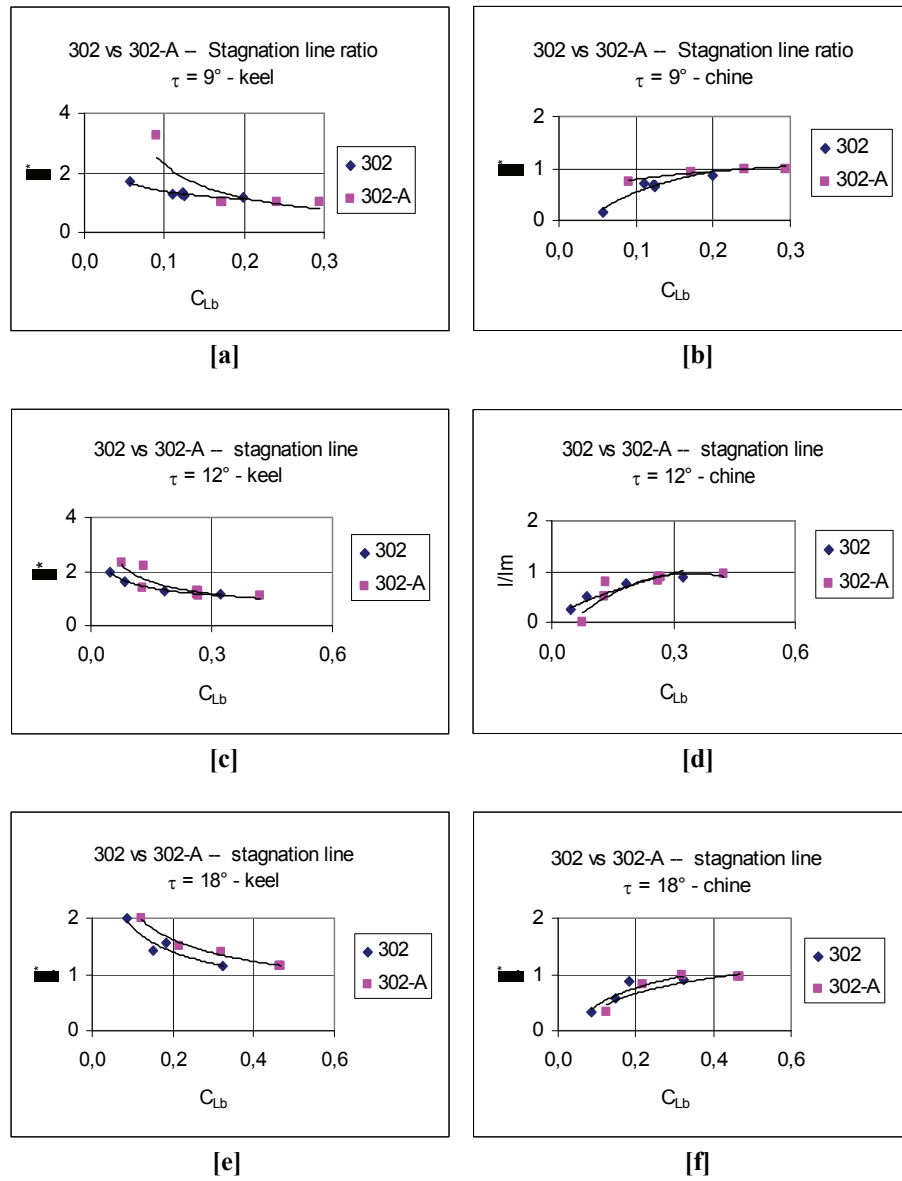 302 vs 302-A -- Stagnation line ratio
τ = 9° - keel
4
2
0
0,0 0,1 0,2 0,3
C_Lb
302
302-A
[a]
302 vs 302-A -- Stagnation line ratio
τ = 9° - chine
2
1
0
0,0 0,1 0,2 0,3
C_Lb
302
302-A
[b]
302 vs 302-A -- stagnation line
τ = 12° - keel
4
2
0
0,0 0,3 0,6
C_Lb
302
302-A
[c]
302 vs 302-A -- stagnation line
τ = 12° - chine
2
1
0
l/lm
0,0 0,3 0,6
C_Lb
302
302-A
[d]
302 vs 302-A -- stagnation line
τ = 18° - keel
2
1
0
0,0 0,2 0,4 0,6
C_Lb
302
302-A
[e]
302 vs 302-A -- stagnation line
τ = 18° - chine
2
1
0
0,0 0,2 0,4 0,6
C_Lb
302
302-A
[f]